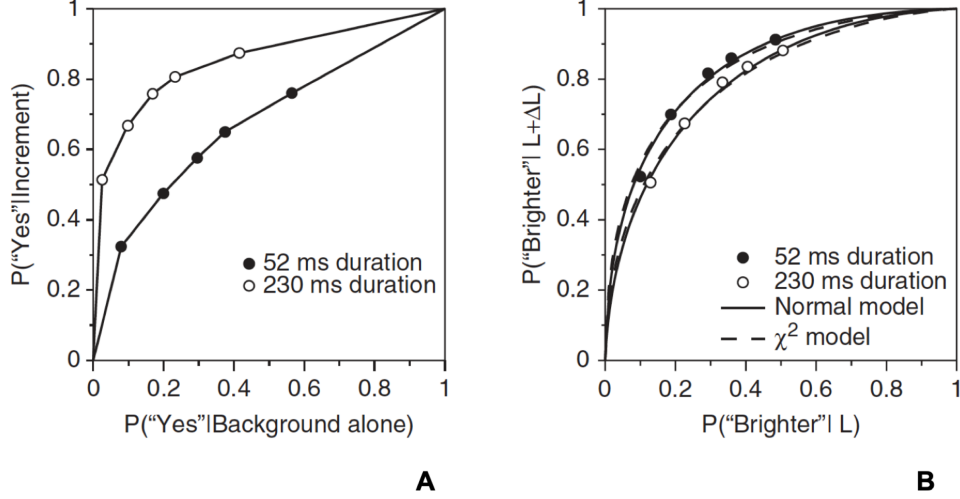 1
0.8
0.6
0.4
0.2
0
P("Yes"|Increment)
52 ms duration
230 ms duration
0 0.2 0.4 0.6 0.8 1
P("Yes"|Background alone)
A
1
0.8
0.6
0.4
0.2
0
P("Brighter"| L+ΔL)
52 ms duration
230 ms duration
Normal model
χ² model
0 0.2 0.4 0.6 0.8 1
P("Brighter"| L)
B